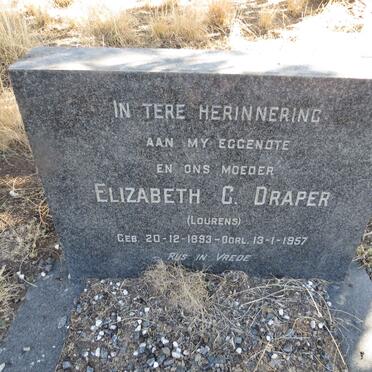 IN TERE HERINNERING
AAN MY EGGENOTE
EN ONS MOEDER
ELIZABETH C. DRAPER
(LOURENS)
GEB. 20-12-1893-OORL. 13-1-1957
RUS IN VREDE